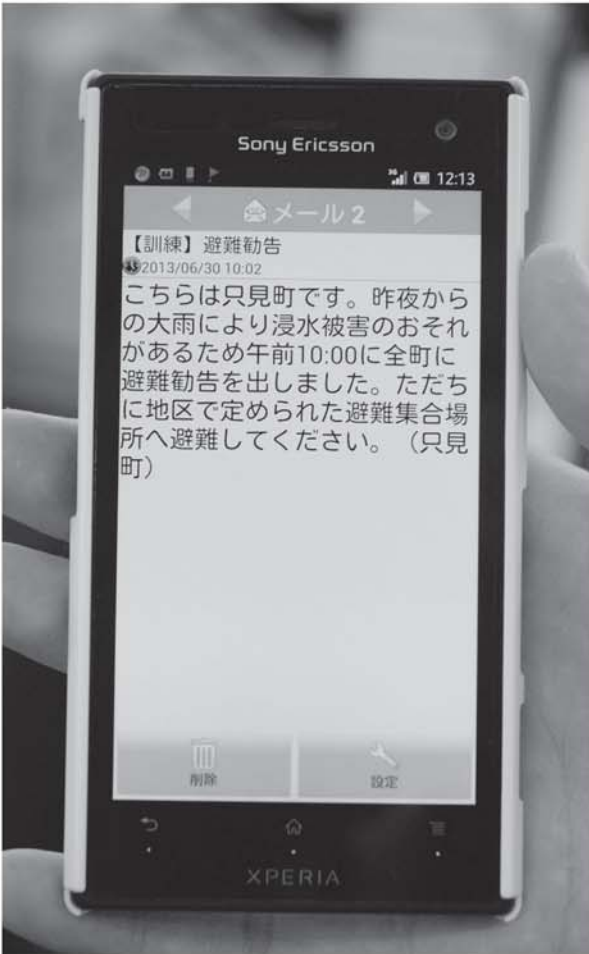 Sony Ericsson
3G 12:13
メール 2
【訓練】避難勧告
2013/06/30 10:02
こちらは只見町です。昨夜から
の大雨により浸水被害のおそれ
があるため午前10:00に全町に
避難勧告を出しました。ただち
に地区で定められた避難集合場
所へ避難してください。（只見
町）
削除 設定
XPERIA